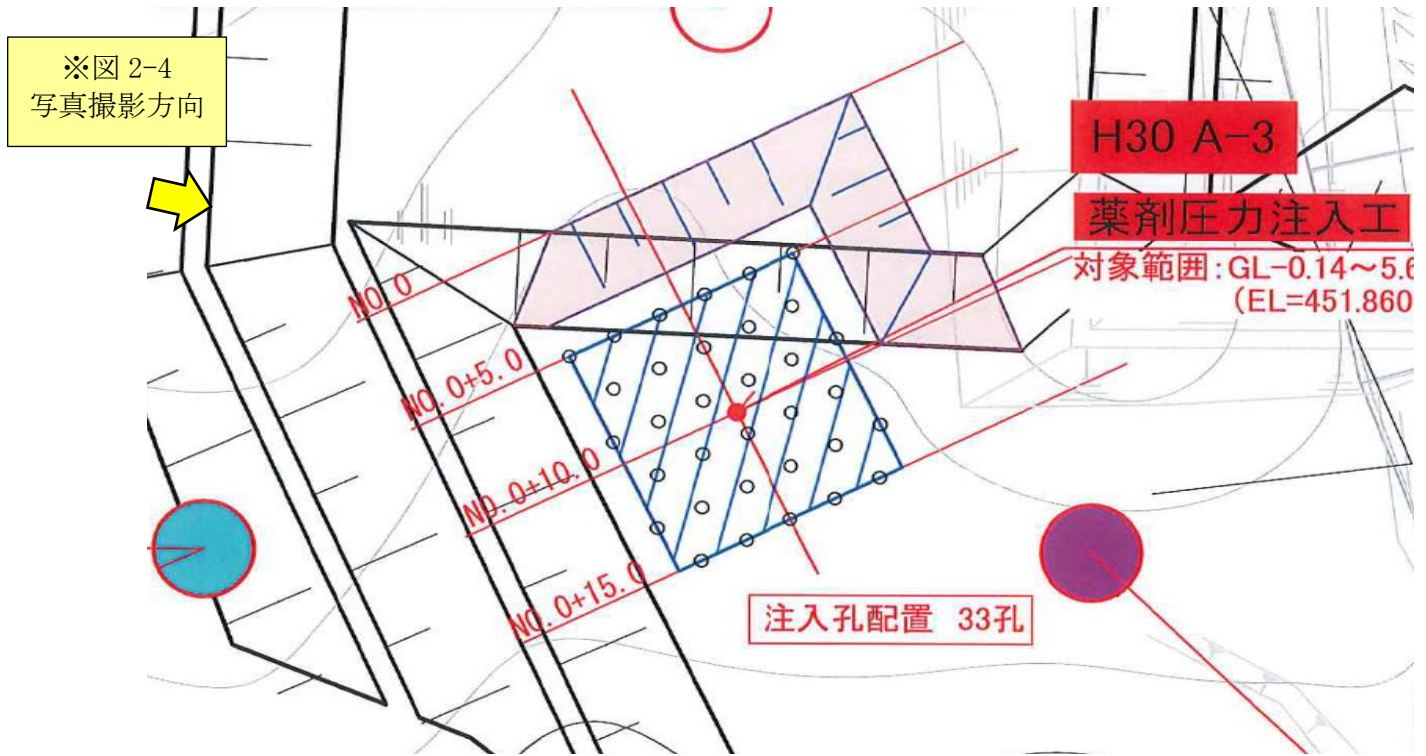 ※図 2-4
写真撮影方向
H30 A-3
薬剤圧力注入工
対象範囲:GL-0.14～5.6
(EL=451.860
NO. 0
NO. 0+5. 0
NO. 0+10. 0
NO. 0+15. 0
注入孔配置 33孔